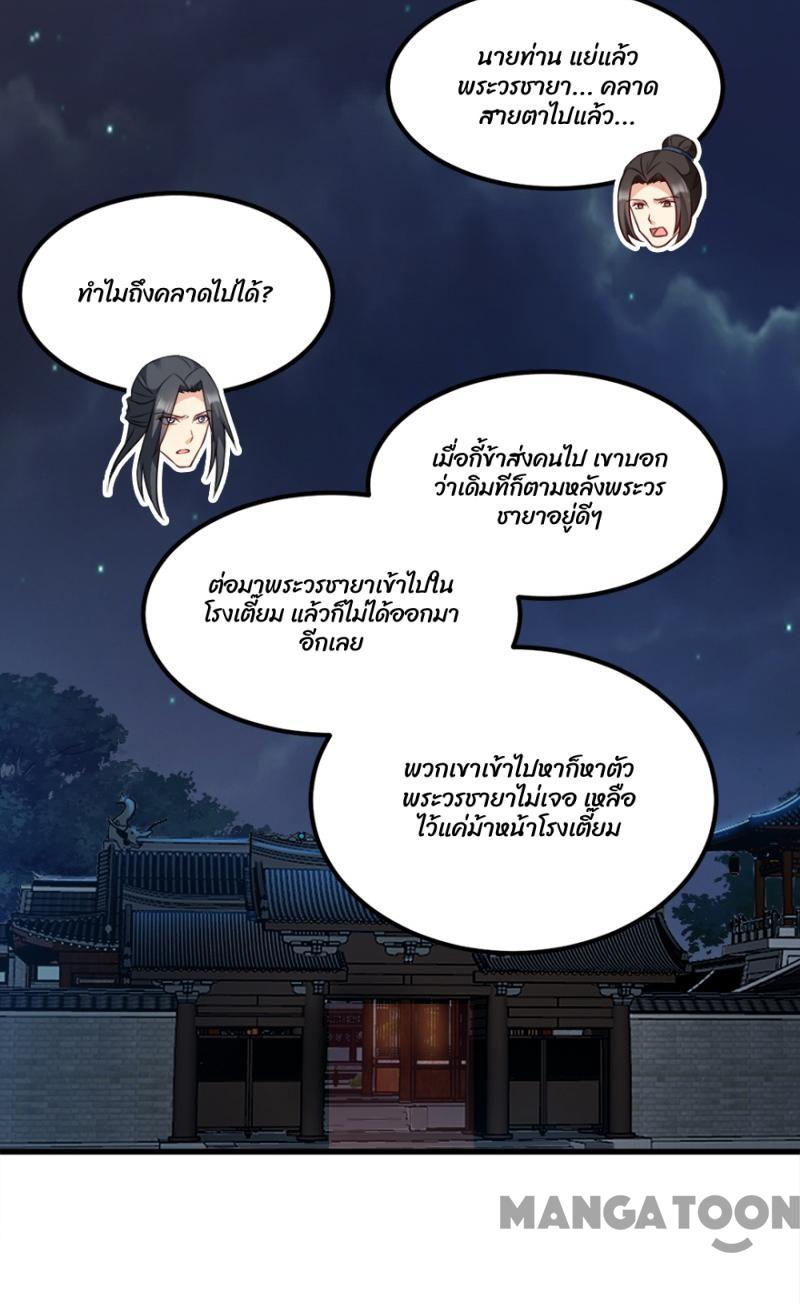 นายท่าน แย่แล้ว
พระวรชายา... คลาด
สายตาไปแล้ว...
ทำไมถึงคลาดไปได้?
เมื่อกี้ข้าส่งคนไป เขาบอก
ว่าเดิมทีก็ตามหลังพระวร
ชายาอยู่ดีๆ
ต่อมาพระวรชายาเข้าไปใน
โรงเตี๊ยม แล้วก็ไม่ได้ออกมา
อีกเลย
พวกเขาเข้าไปหาก็หาตัว
พระวรชายาไม่เจอ เหลือ
ไว้แค่ม้าหน้าโรงเตี๊ยม
MANGATOON